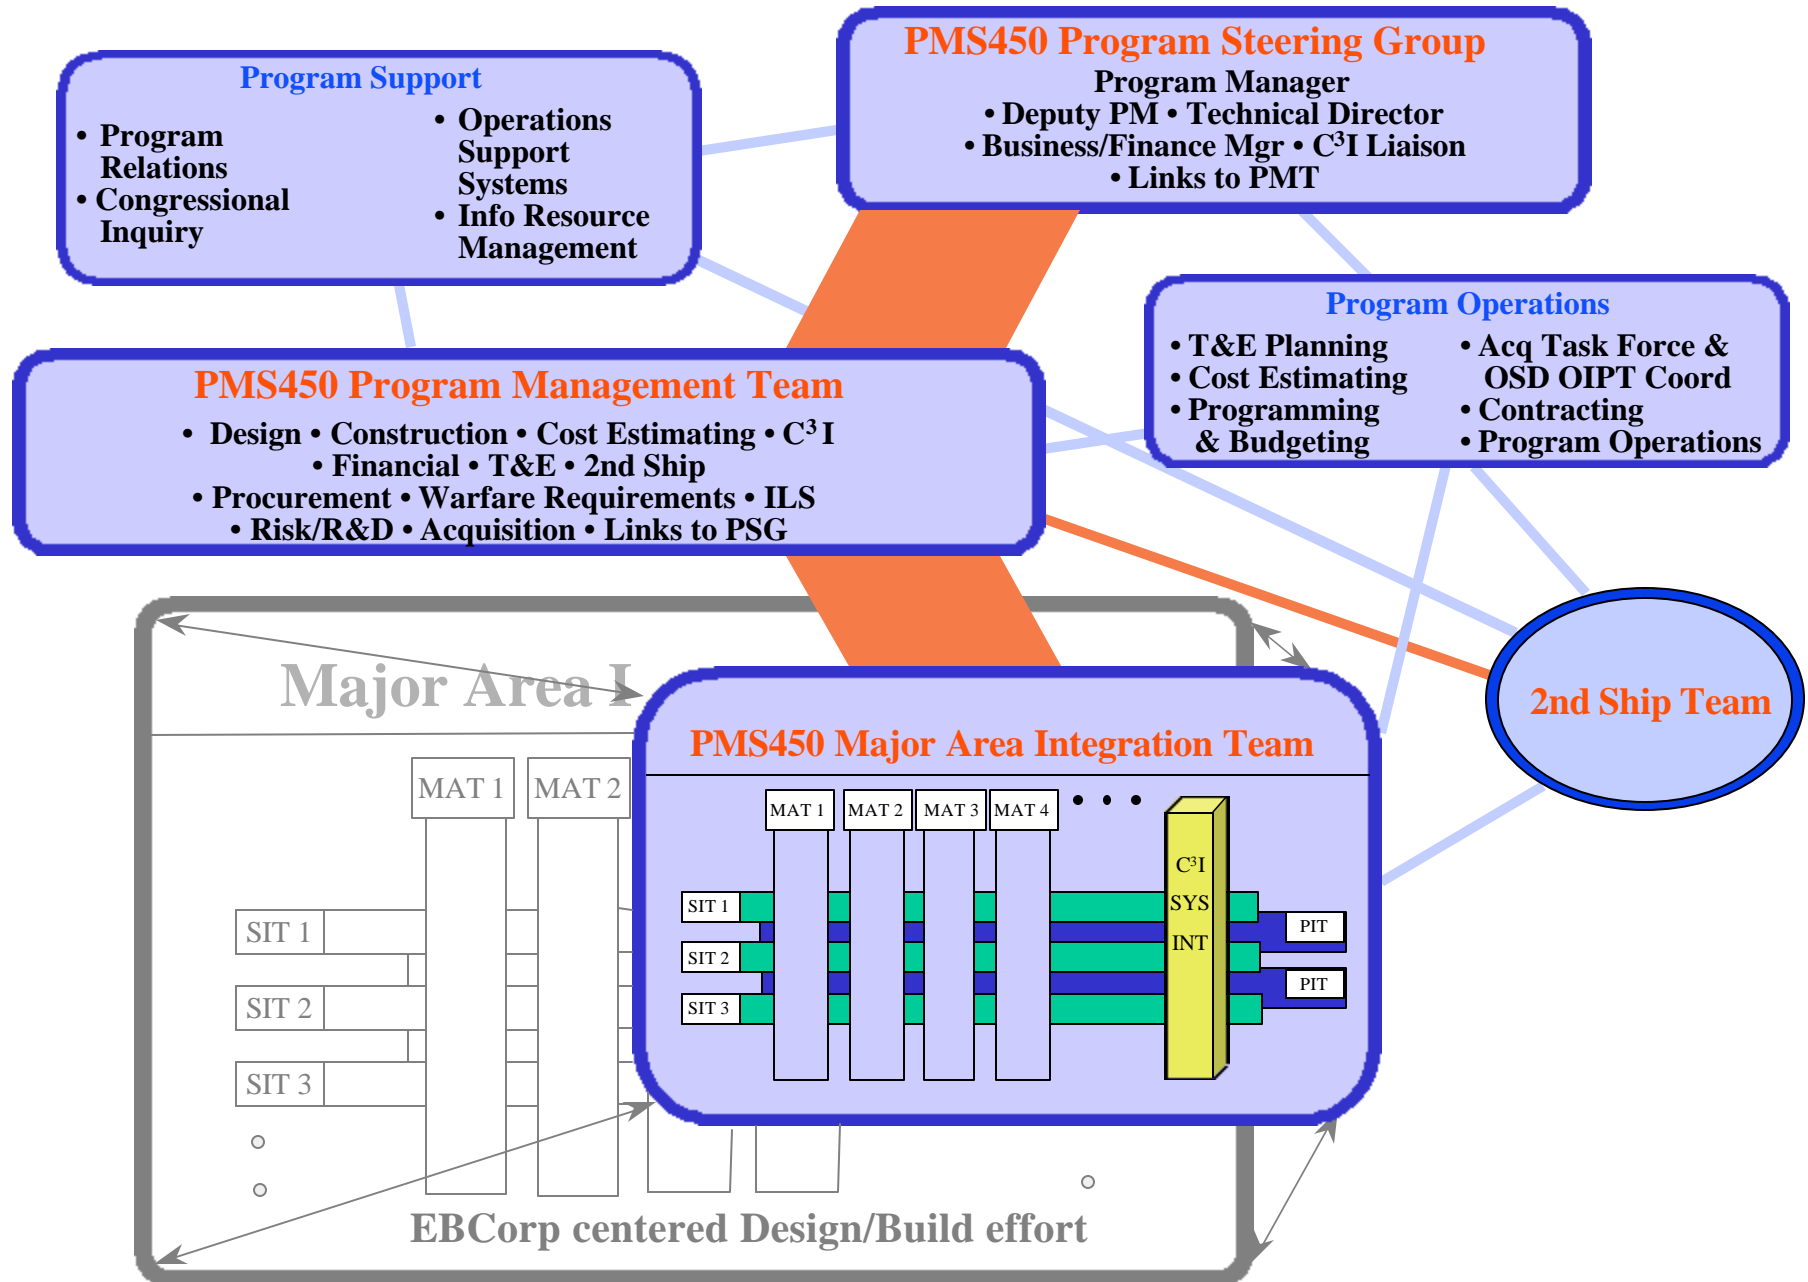 PMS450 Program Steering Group
Program Manager
• Deputy PM • Technical Director
• Business/Finance Mgr • C³I Liaison
• Links to PMT
Program Support
• Program
Relations
• Congressional
Inquiry
• Operations
Support
Systems
• Info Resource
Management
Program Operations
• T&E Planning
• Cost Estimating
• Programming
& Budgeting
• Acq Task Force &
OSD OIPT Coord
• Contracting
• Program Operations
PMS450 Program Management Team
• Design • Construction • Cost Estimating • C³ I
• Financial • T&E • 2nd Ship
• Procurement • Warfare Requirements • ILS
• Risk/R&D • Acquisition • Links to PSG
2nd Ship Team
Major Area I
MAT 1 MAT 2
SIT 1
SIT 2
SIT 3
PMS450 Major Area Integration Team
MAT 1 MAT 2 MAT 3 MAT 4 • • •
C³I
SYS
INT
SIT 1
SIT 2
SIT 3
PIT
PIT
EBCorp centered Design/Build effort